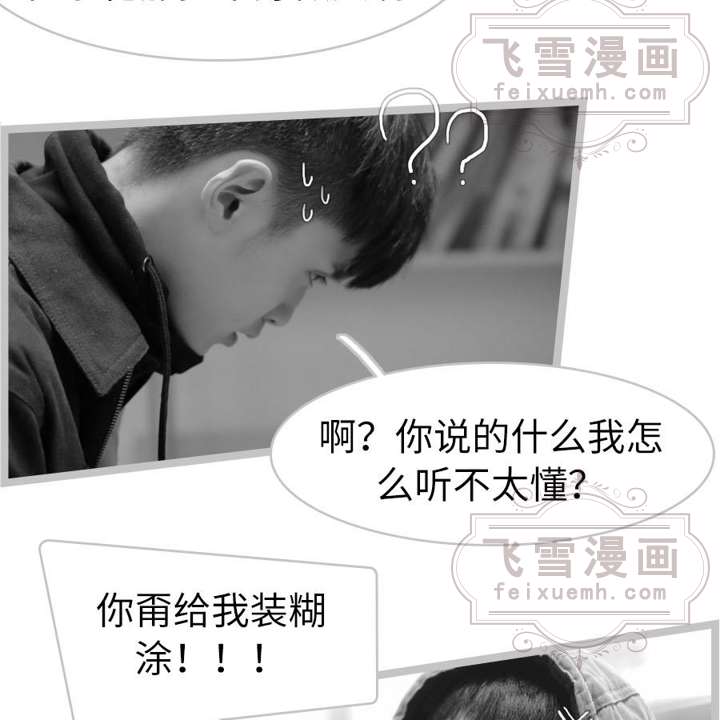 飞雪漫画
feixuemh.com
??
啊？你说的什么我怎
么听不太懂？
飞雪漫画
feixuemh.com
你甭给我装糊
涂！！！